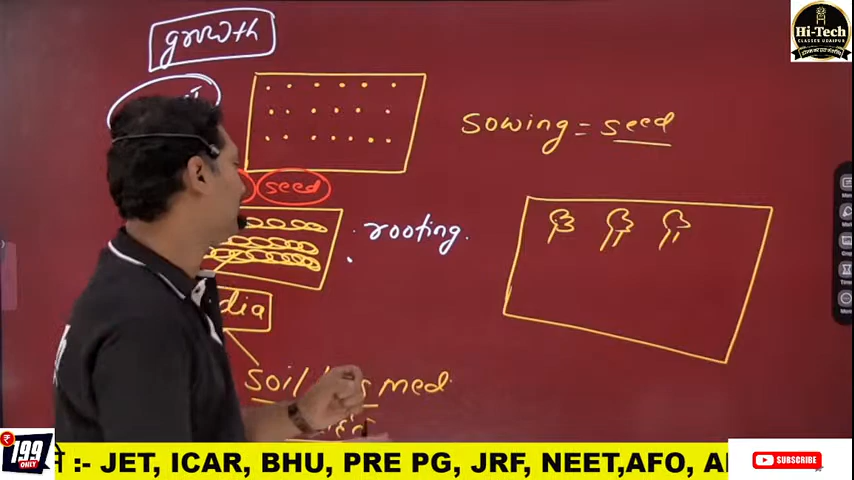 growth
Sowing = seed
seed
rooting.
dia
soil med.
Hi-Tech
CLASSES UDAIPUR
₹
199
ONLY
में :- JET, ICAR, BHU, PRE PG, JRF, NEET,AFO, A
SUBSCRIBE